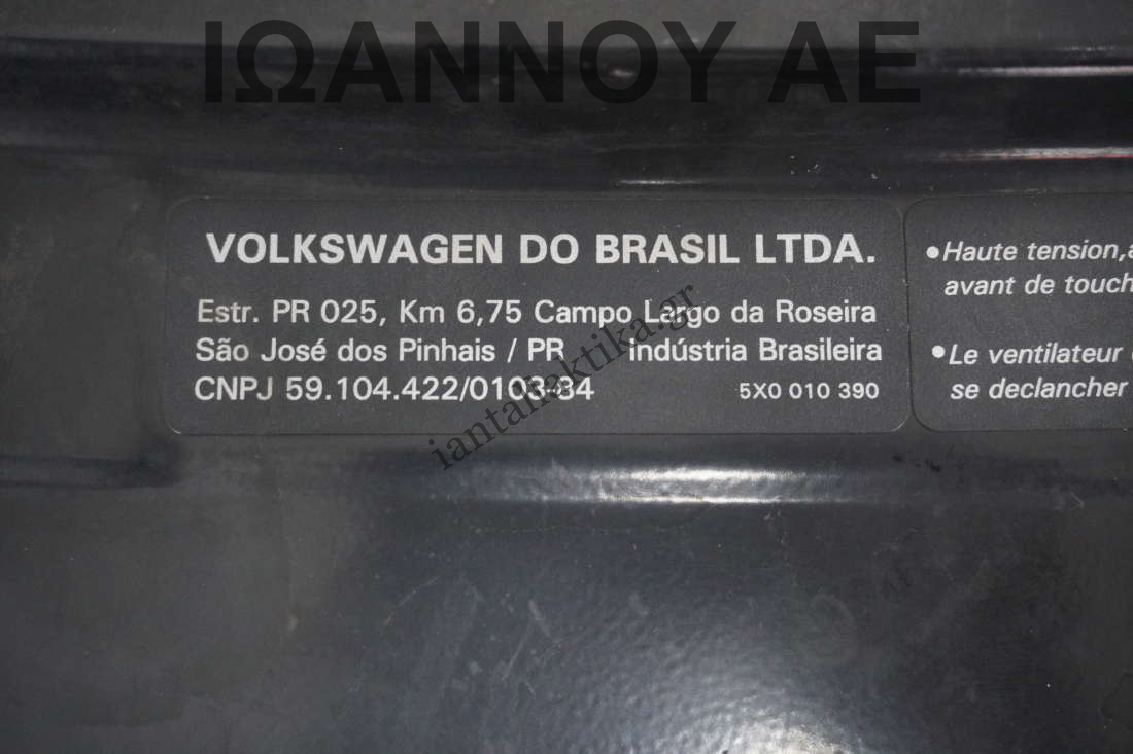 ΙΩΑΝΝΟΥ ΑΕ
VOLKSWAGEN DO BRASIL LTDA.
Estr. PR 025, Km 6,75 Campo Largo da Roseira
São José dos Pinhais / PR indústria Brasileira
CNPJ 59.104.422/0103-84
5X0 010 390
•Haute tension,
avant de touch
•Le ventilateur
se declancher
iantaliaktika.gr